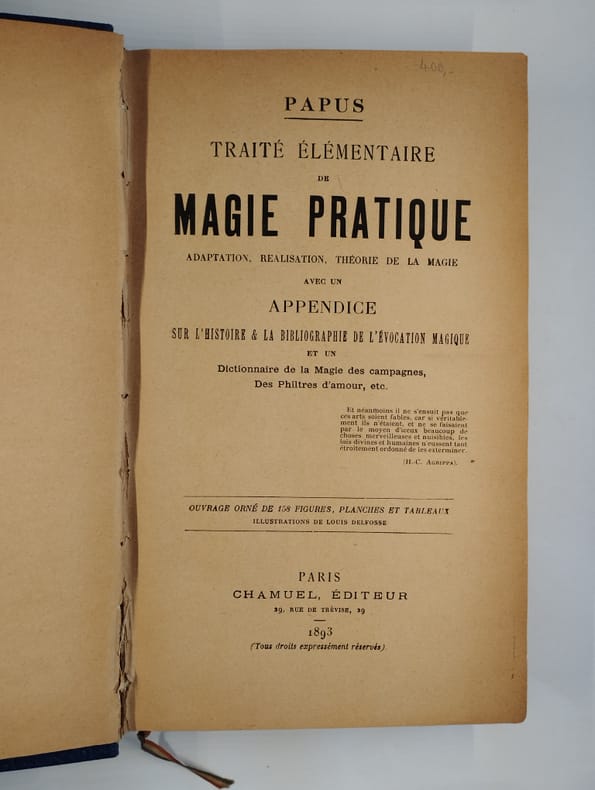 400,-
PAPUS
TRAITÉ ÉLÉMENTAIRE
DE
MAGIE PRATIQUE
ADAPTATION, REALISATION, THÉORIE DE LA MAGIE
AVEC UN
APPENDICE
SUR L'HISTOIRE & LA BIBLIOGRAPHIE DE L'ÉVOCATION MAGIQUE
ET UN
Dictionnaire de la Magie des campagnes,
Des Philtres d'amour, etc.
Et néanmoins il ne s'ensuit pas que
ces arts soient fables, car si véritable-
ment ils n'étaient, et ne se faisaient
par le moyen d'iceux beaucoup de
choses merveilleuses et nuisibles, les
lois divines et humaines n'eussent tant
étroitement ordonné de les exterminer.
(H.-C. AGRIPPA).
OUVRAGE ORNÉ DE 158 FIGURES, PLANCHES ET TABLEAUX
ILLUSTRATIONS DE LOUIS DELFOSSE
PARIS
CHAMUEL, ÉDITEUR
29, RUE DE TRÉVISE, 29
1893
(Tous droits expressément réservés)